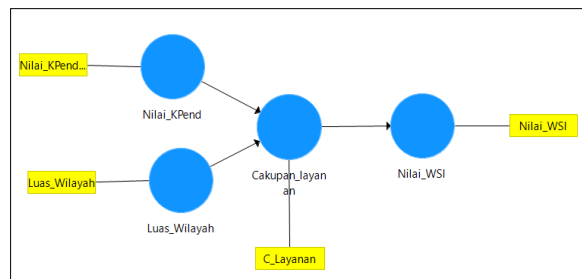 Nilai_KPend...
Nilai_KPend
Nilai_WSI
Cakupan_layan
an
Nilai_WSI
Luas_Wilayah
Luas_Wilayah
C_Layanan